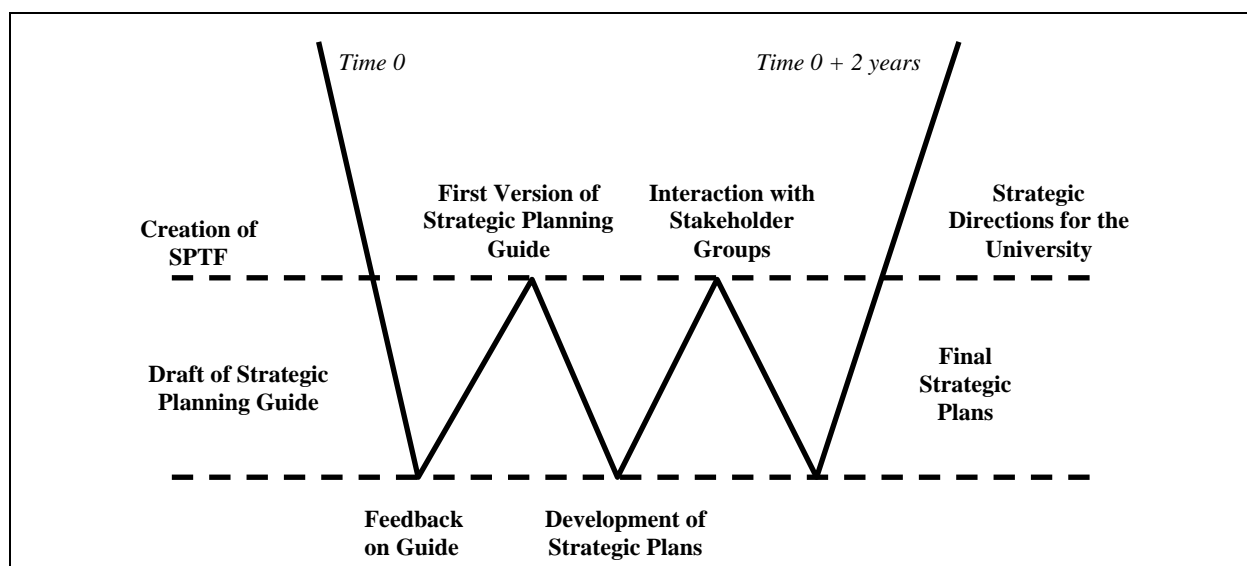 Time 0
Time 0 + 2 years
First Version of
Strategic Planning
Guide
Interaction with
Stakeholder
Groups
Strategic
Directions for the
University
Creation of
SPTF
Draft of Strategic
Planning Guide
Final
Strategic
Plans
Feedback
on Guide
Development of
Strategic Plans